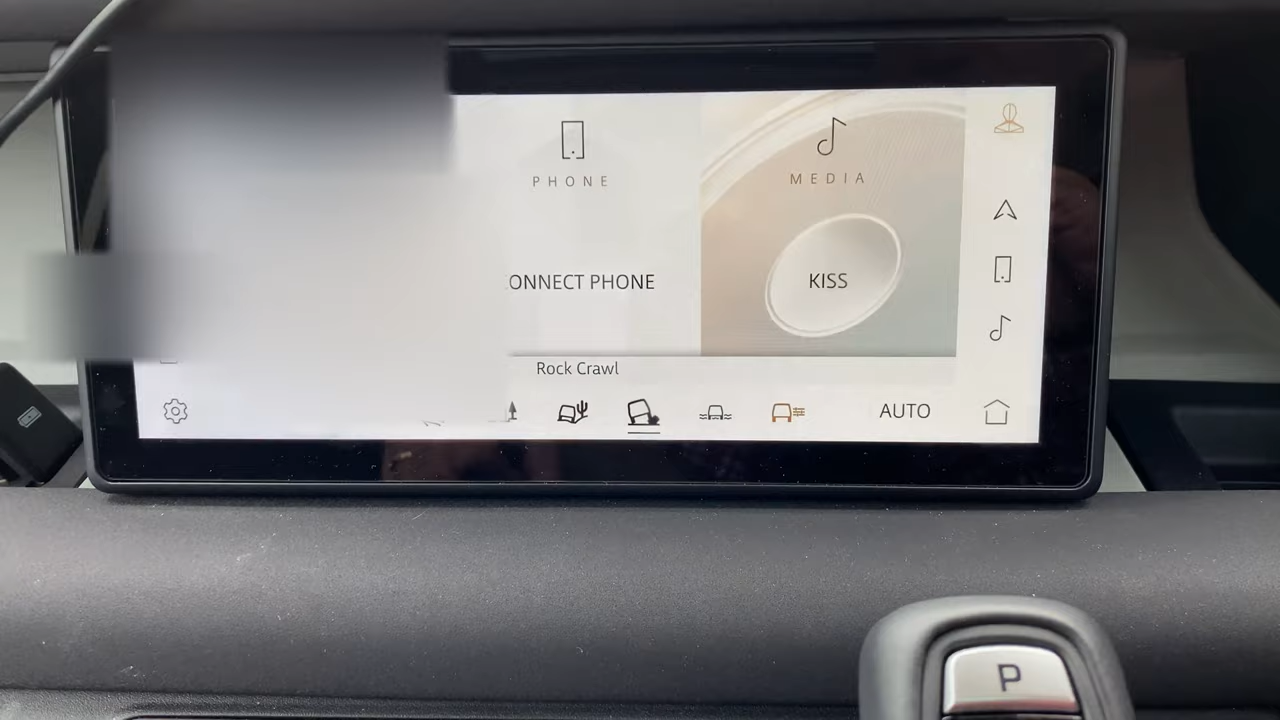 PHONE
MEDIA
ONNECT PHONE
KISS
Rock Crawl
AUTO
P